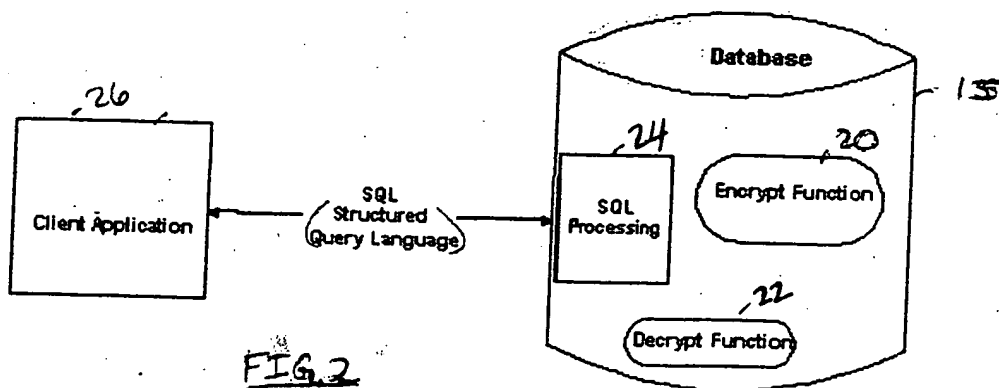 Database
26
24
20
SQL
Structured
Query Language
Client Application
SQL
Processing
Encrypt Function
22
Decrypt Function
FIG. 2